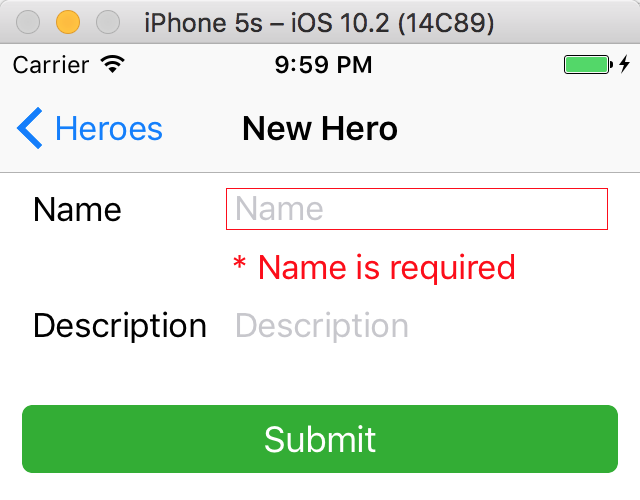 iPhone 5s – iOS 10.2 (14C89)
Carrier 9:59 PM
Heroes New Hero
Name Name
* Name is required
Description Description
Submit